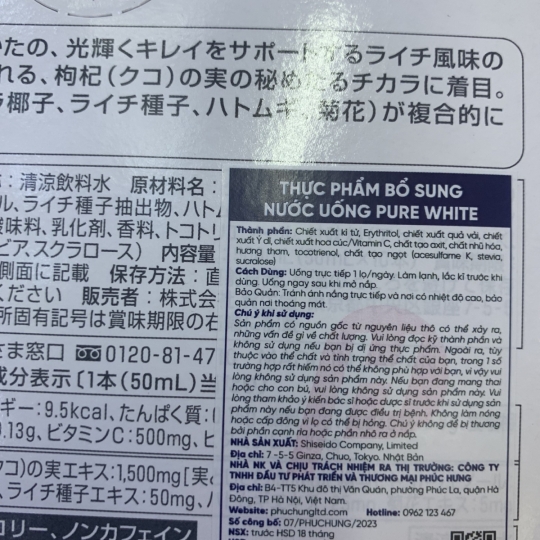 いたの、光輝くキレイをサポートするライチ風味の
れる、枸杞（クコ）の実の秘めたるチカラに着目。
椰子、ライチ種子、ハトムギ、菊花）が複合的に
：清涼飲料水 原材料名：
ル、ライチ種子抽出物、ハトム
酸味料、乳化剤、香料、トコトリ
ビア、スクラロース） 内容量
側面に記載 保存方法：直
ください 販売者：株式会
所固有記号は賞味期限の右
さま窓口 0120-81-47
成分表示〔1本（50mL）当
ギー：9.5kcal、たんぱく質：
0.13g、ビタミンC：500mg、ヒ
クコ）の実エキス：1,500mg［実
、ライチ種子エキス：50mg、ハ
ロリー、ノンカフェイン
THỰC PHẨM BỔ SUNG
NƯỚC UỐNG PURE WHITE
Thành phần: Chiết xuất kỉ tử, Erythritol, chiết xuất quả vải, chiết
xuất Ý dĩ, chiết xuất hoa cúc/Vitamin C, chất tạo axit, chất nhũ hóa,
hương thơm, tocotrienol, chất tạo ngọt (acesulfame K, stevia,
sucralose)
Cách Dùng: Uống trực tiếp 1 lọ/ngày. Làm lạnh, lắc kĩ trước khi
dùng. Uống ngay sau khi mở nắp.
Bảo Quản: Tránh ánh nắng trực tiếp và nơi có nhiệt độ cao, bảo
quản nơi thoáng mát.
Chú ý khi sử dụng:
Sản phẩm có nguồn gốc từ nguyên liệu thô có thể xảy ra,
những vấn đề gì về chất lượng. Vui lòng đọc kỹ thành phần và
không sử dụng nếu bạn bị dị ứng thực phẩm. Ngoài ra, tùy
thuộc vào thể chất và tình trạng thể chất của bạn, trong 1 số
trường hợp rất hiếm nó có thể không phù hợp với bạn, vì vậy vui
lòng không sử dụng sản phẩm này. Nếu bạn đang mang thai
hoặc cho con bú, vui lòng không sử dụng sản phẩm này. Vui
lòng tham khảo ý kiến bác sĩ hoặc dược sĩ trước khi sử dụng sản
phẩm này nếu bạn đang được điều trị bệnh. Không làm nóng
hoặc cấp đông vì lọ có thể bị hỏng. Chú ý không để bị thương
bởi phần cạnh rìa hoặc phần nhô ra ở nắp.
NHÀ SẢN XUẤT: Shiseido Company, Limited
Địa chỉ: 7-5-5 Ginza, Chuo, Tokyo. Nhật Bản
NHÀ NK VÀ CHỊU TRÁCH NHIỆM RA THỊ TRƯỜNG: CÔNG TY
TNHH ĐẦU TƯ PHÁT TRIỂN VÀ THƯƠNG MẠI PHÚC HƯNG
Địa chỉ: B4-TT5 Khu đô thị Văn Quán, phường Phúc La, quận Hà
Đông, TP Hà Nội, Việt Nam.
Website: phuchungltd.com Hotline: 0962 123 467
Số công bố: 07/PHUCHUNG/2023
NSX: trước HSD 18 tháng